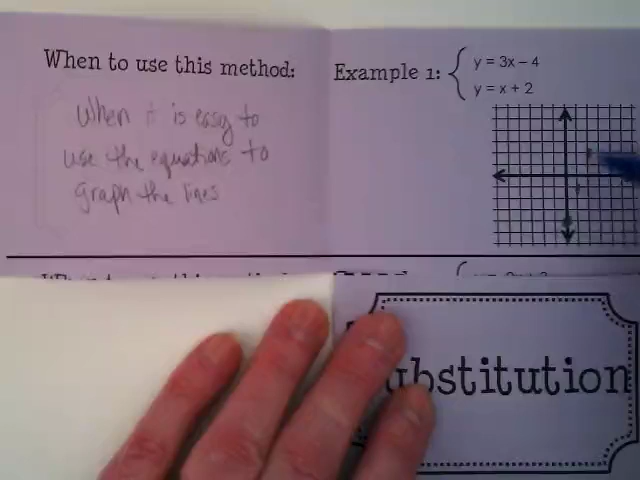 When to use this method:
When it is easy to
use the equations to
graph the lines
Example 1:
y = 3x – 4
y = x + 2
ubstitution